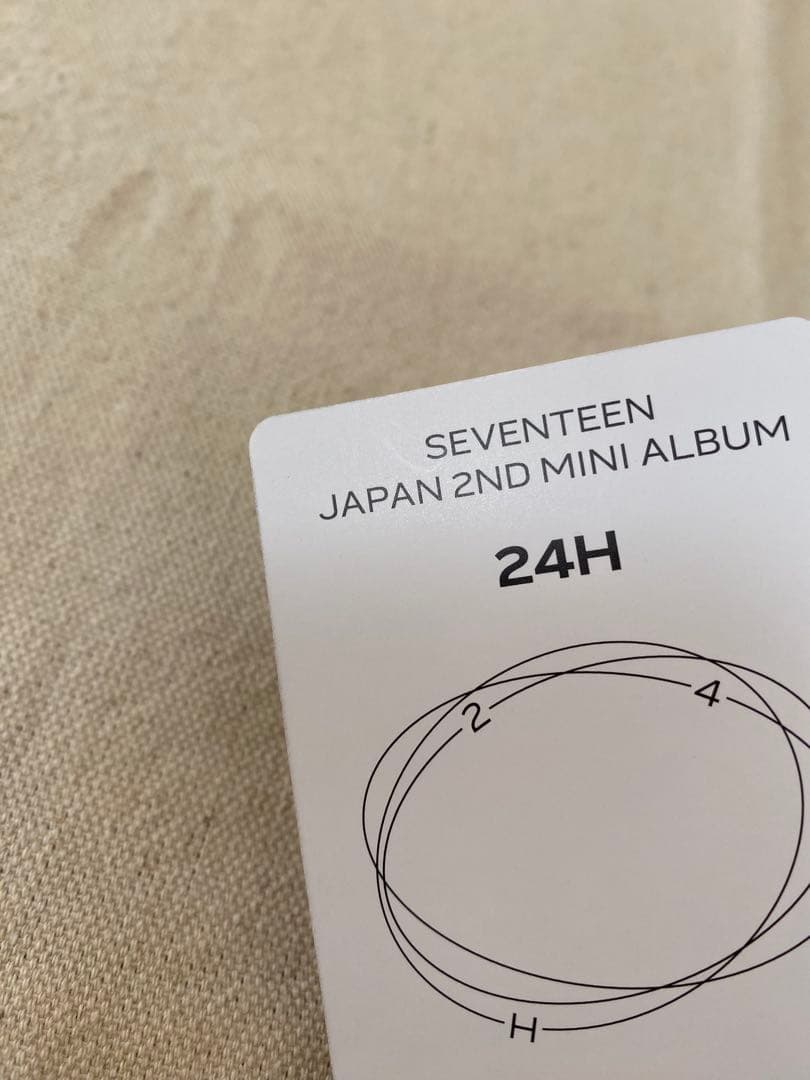 SEVENTEEN
JAPAN 2ND MINI ALBUM
24H
2
4
H